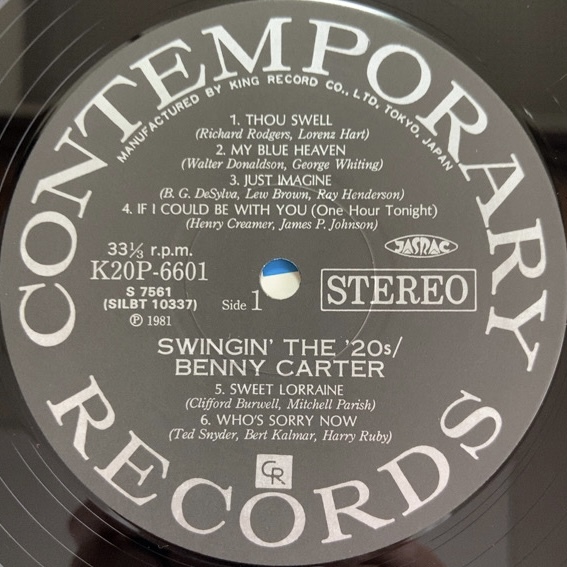 CONTEMPORARY
MANUFACTURED BY KING RECORD CO., LTD, TOKYO, JAPAN
1. THOU SWELL
(Richard Rodgers, Lorenz Hart)
2. MY BLUE HEAVEN
(Walter Donaldson, George Whiting)
3. JUST IMAGINE
(B. G. DeSylva, Lew Brown, Ray Henderson)
4. IF I COULD BE WITH YOU (One Hour Tonight)
(Henry Creamer, James P. Johnson)
33⅓ r.p.m.
JASRAC
K20P-6601
S 7561
(SILBT 10337)
Side 1
STEREO
Ⓟ 1981
SWINGIN' THE '20s/
BENNY CARTER
5. SWEET LORRAINE
(Clifford Burwell, Mitchell Parish)
6. WHO'S SORRY NOW
(Ted Snyder, Bert Kalmar, Harry Ruby)
CR
RECORDS